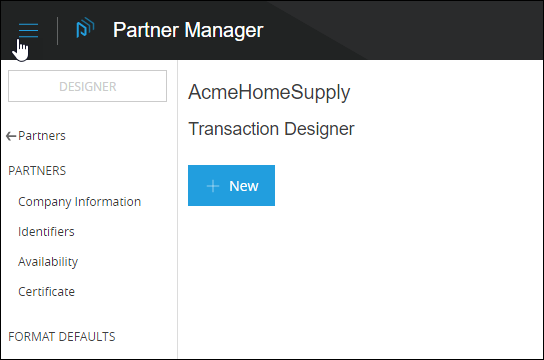 Partner Manager
DESIGNER
Partners
PARTNERS
Company Information
Identifiers
Availability
Certificate
FORMAT DEFAULTS
AcmeHomeSupply
Transaction Designer
+ New